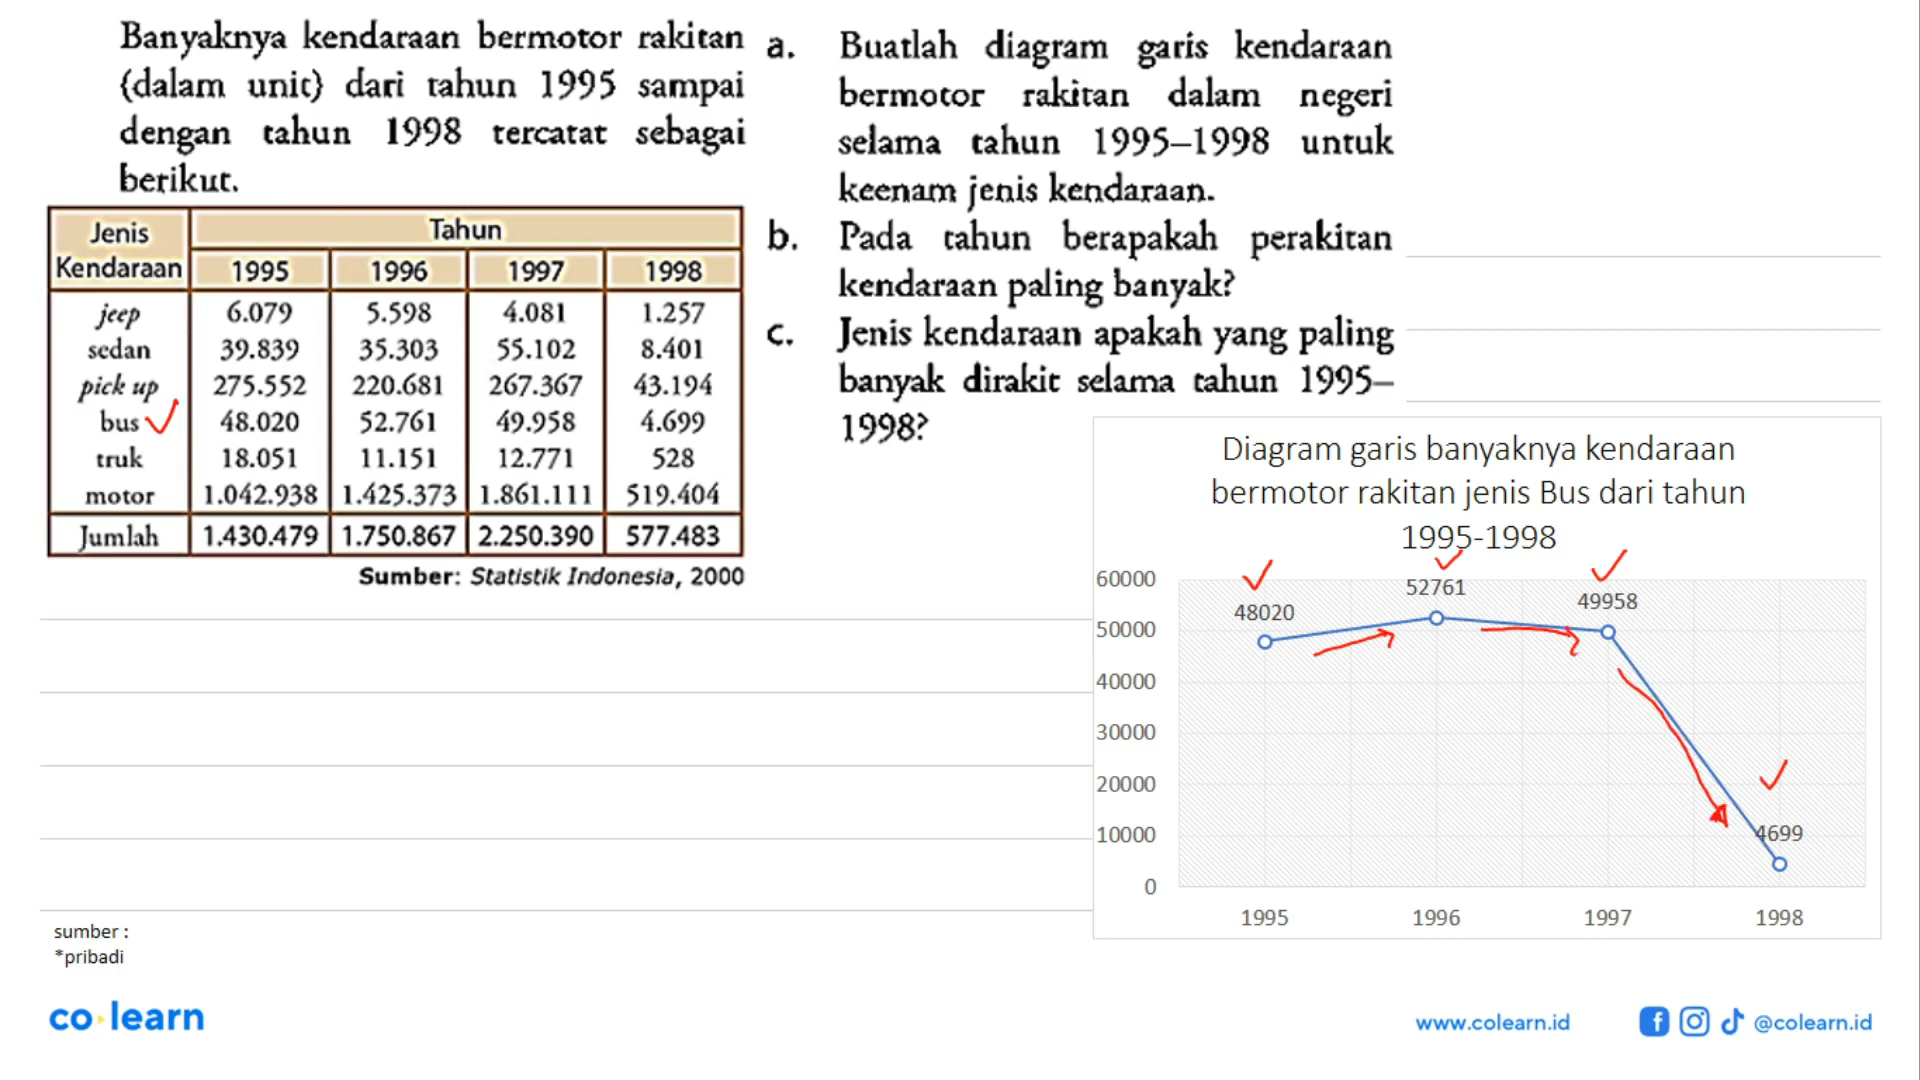 Banyaknya kendaraan bermotor rakitan
(dalam unit) dari tahun 1995 sampai
dengan tahun 1998 tercatat sebagai
berikut.
Jenis Kendaraan Tahun
1995 1996 1997 1998
jeep 6.079 5.598 4.081 1.257
sedan 39.839 35.303 55.102 8.401
pick up 275.552 220.681 267.367 43.194
bus 48.020 52.761 49.958 4.699
truk 18.051 11.151 12.771 528
motor 1.042.938 1.425.373 1.861.111 519.404
Jumlah 1.430.479 1.750.867 2.250.390 577.483
Sumber: Statistik Indonesia, 2000
a. Buatlah diagram garis kendaraan
bermotor rakitan dalam negeri
selama tahun 1995–1998 untuk
keenam jenis kendaraan.
b. Pada tahun berapakah perakitan
kendaraan paling banyak?
c. Jenis kendaraan apakah yang paling
banyak dirakit selama tahun 1995–
1998?
Diagram garis banyaknya kendaraan
bermotor rakitan jenis Bus dari tahun
1995-1998
60000
50000
40000
30000
20000
10000
0
48020
52761
49958
4699
1995 1996 1997 1998
sumber :
*pribadi
co learn
www.colearn.id
@colearn.id